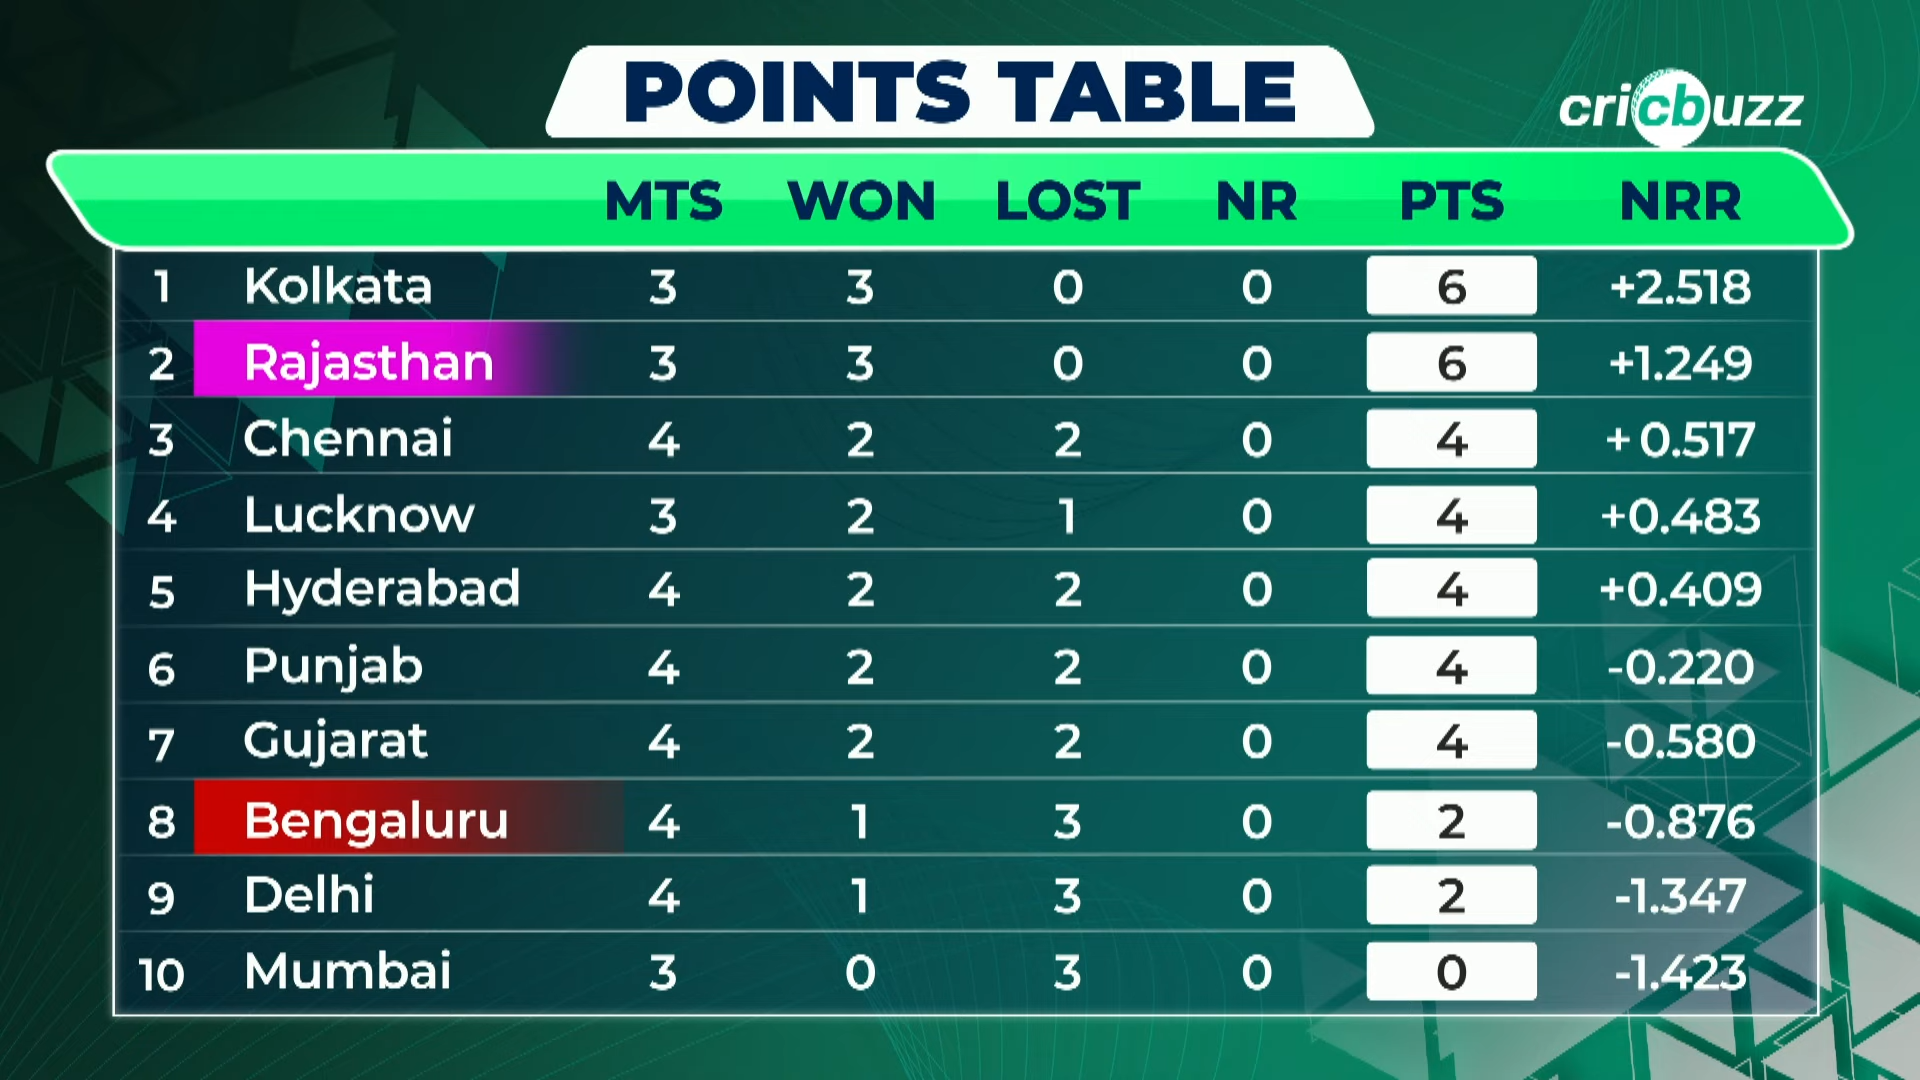 POINTS TABLE
cricbuzz
MTS WON LOST NR PTS NRR
1 Kolkata 3 3 0 0 6 +2.518
2 Rajasthan 3 3 0 0 6 +1.249
3 Chennai 4 2 2 0 4 + 0.517
4 Lucknow 3 2 1 0 4 +0.483
5 Hyderabad 4 2 2 0 4 +0.409
6 Punjab 4 2 2 0 4 -0.220
7 Gujarat 4 2 2 0 4 -0.580
8 Bengaluru 4 1 3 0 2 -0.876
9 Delhi 4 1 3 0 2 -1.347
10 Mumbai 3 0 3 0 0 -1.423